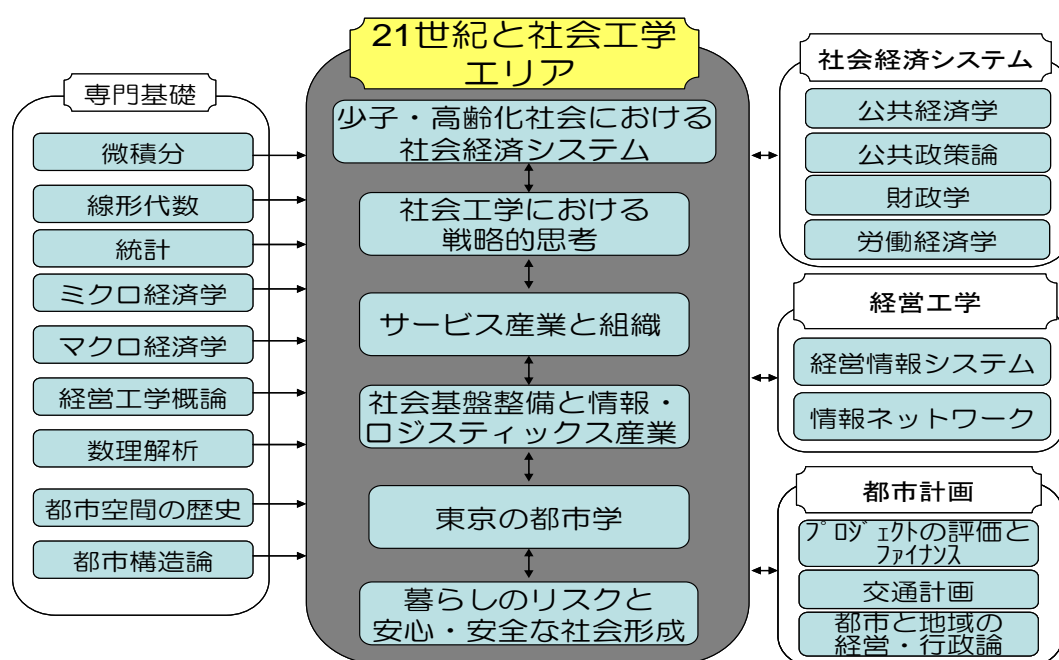 21世紀と社会工学
エリア
専門基礎
微積分
線形代数
統計
ミクロ経済学
マクロ経済学
経営工学概論
数理解析
都市空間の歴史
都市構造論
少子・高齢化社会における
社会経済システム
社会工学における
戦略的思考
サービス産業と組織
社会基盤整備と情報・
ロジスティックス産業
東京の都市学
暮らしのリスクと
安心・安全な社会形成
社会経済システム
公共経済学
公共政策論
財政学
労働経済学
経営工学
経営情報システム
情報ネットワーク
都市計画
プロジェクトの評価と
ファイナンス
交通計画
都市と地域の
経営・行政論